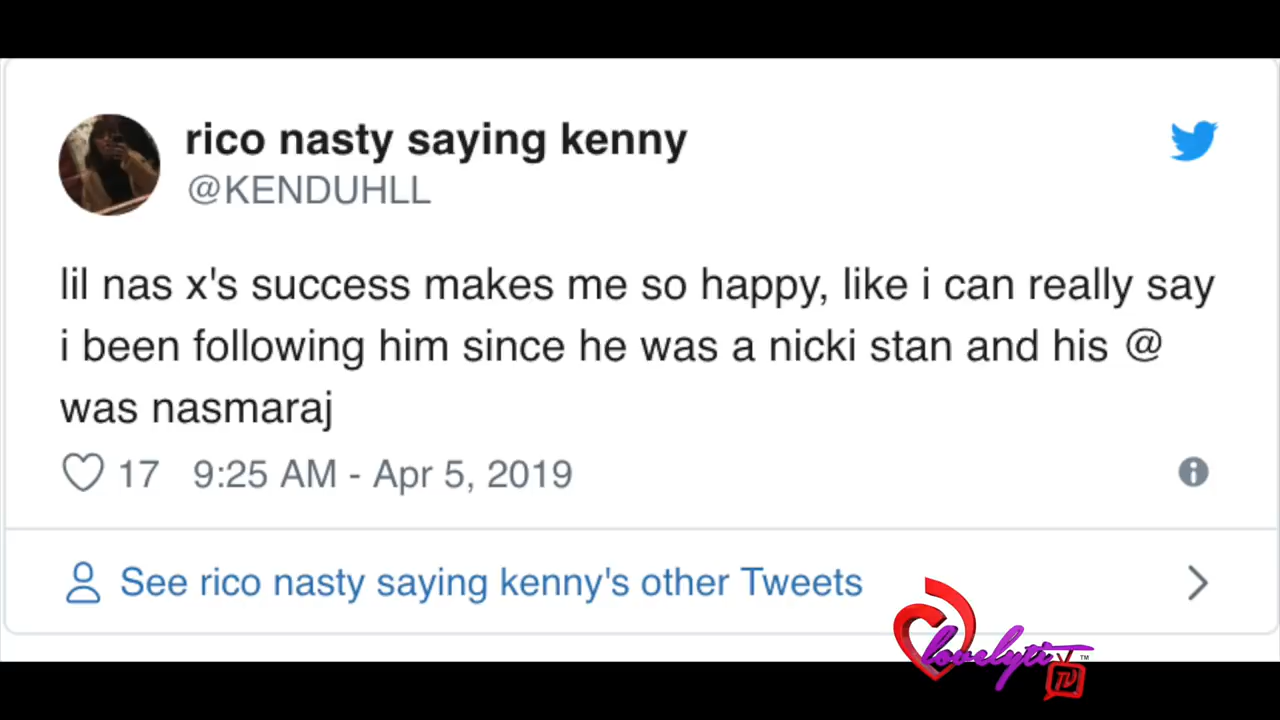 rico nasty saying kenny
@KENDUHLL
lil nas x's success makes me so happy, like i can really say
i been following him since he was a nicki stan and his @
was nasmaraj
17 9:25 AM - Apr 5, 2019
See rico nasty saying kenny's other Tweets
lovelyti
TV™